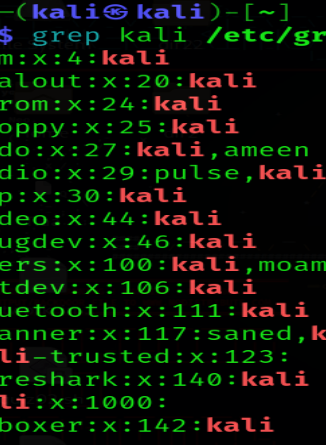 ─(kali㉿kali)-[~]
$ grep kali /etc/gr
m:x:4:kali
alout:x:20:kali
rom:x:24:kali
oppy:x:25:kali
do:x:27:kali,ameen
dio:x:29:pulse,kali
p:x:30:kali
deo:x:44:kali
ugdev:x:46:kali
ers:x:100:kali,moam
tdev:x:106:kali
uetooth:x:111:kali
anner:x:117:saned,k
li-trusted:x:123:
reshark:x:140:kali
li:x:1000:
boxer:x:142:kali